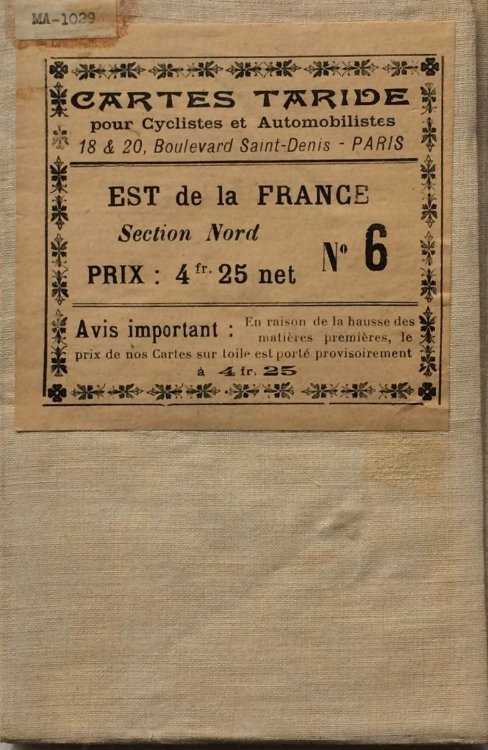 MA-1039
CARTES TARIDE
pour Cyclistes et Automobilistes
18 & 20, Boulevard Saint-Denis - PARIS
EST de la FRANCE
Section Nord
N° 6
PRIX : 4 fr. 25 net
Avis important : En raison de la hausse des
matières premières, le
prix de nos Cartes sur toile est porté provisoirement
à 4 fr. 25